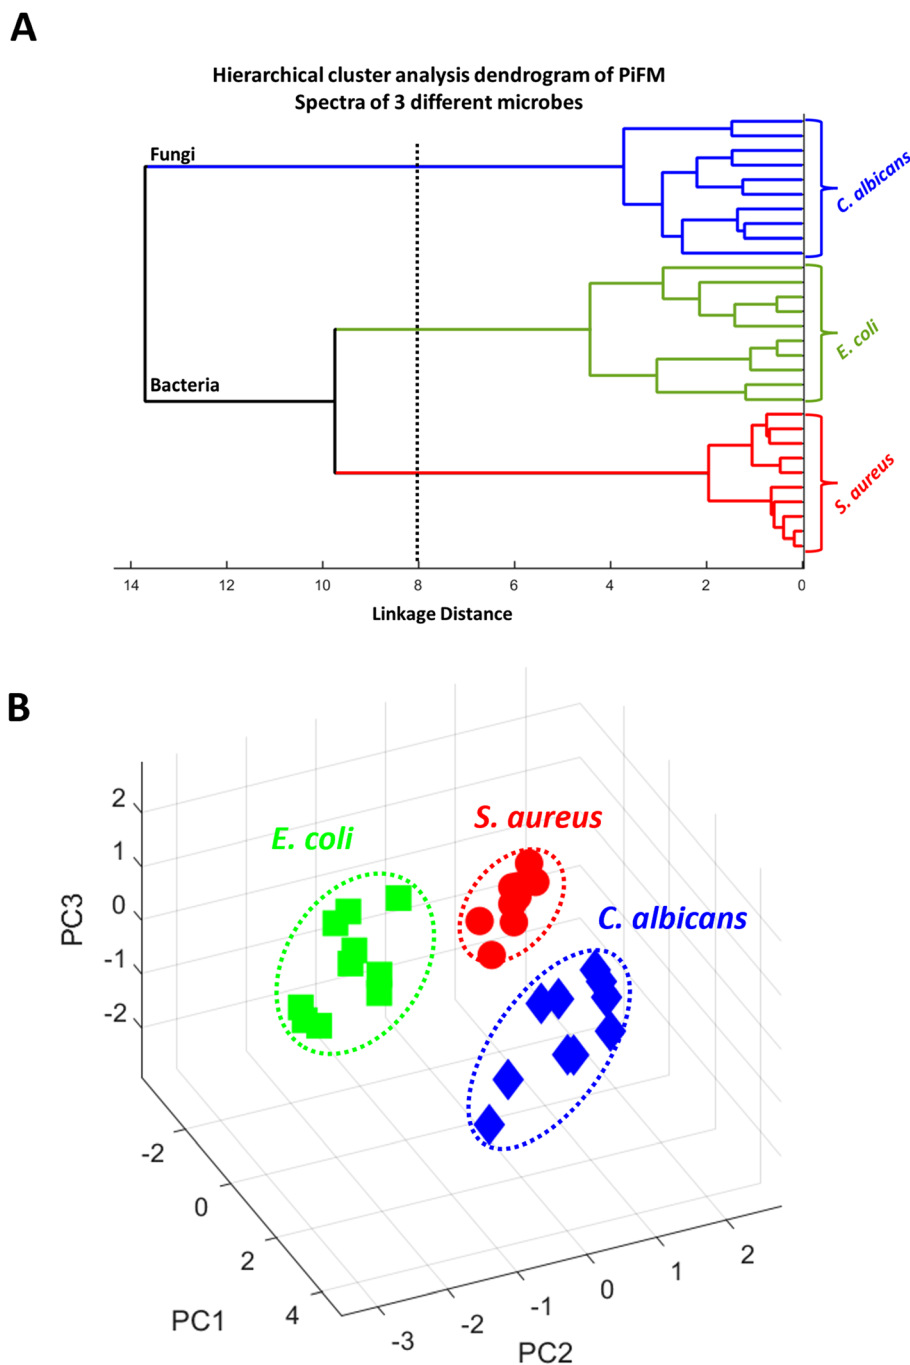 A
Hierarchical cluster analysis dendrogram of PiFM
Spectra of 3 different microbes
Fungi
C. albicans
E. coli
Bacteria
S. aureus
14 12 10 8 6 4 2 0
Linkage Distance
B
E. coli
S. aureus
C. albicans
2
1
0
-1
-2
PC3
-2
0
2
4
PC1
-3
-2
-1
0
1
2
PC2